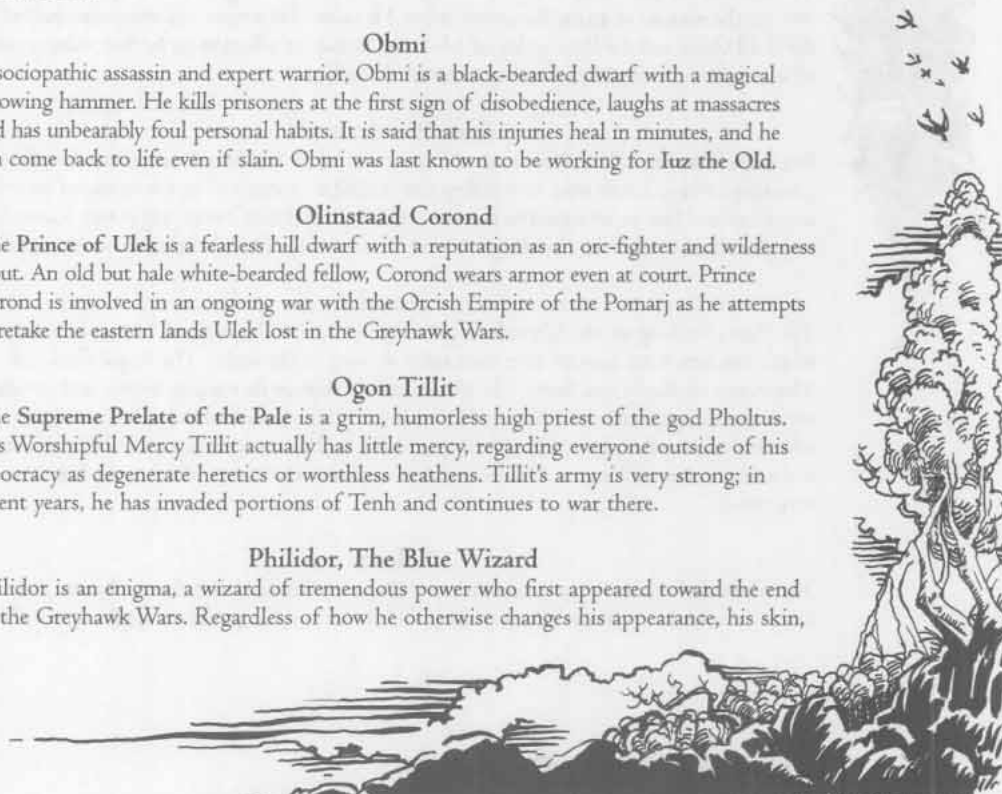 Obmi
sociopathic assassin and expert warrior, Obmi is a black-bearded dwarf with a magical
owing hammer. He kills prisoners at the first sign of disobedience, laughs at massacres
d has unbearably foul personal habits. It is said that his injuries heal in minutes, and he
n come back to life even if slain. Obmi was last known to be working for Iuz the Old.
Olinstaad Corond
e Prince of Ulek is a fearless hill dwarf with a reputation as an orc-fighter and wilderness
out. An old but hale white-bearded fellow, Corond wears armor even at court. Prince
rond is involved in an ongoing war with the Orcish Empire of the Pomarj as he attempts
retake the eastern lands Ulek lost in the Greyhawk Wars.
Ogon Tillit
e Supreme Prelate of the Pale is a grim, humorless high priest of the god Pholtus.
s Worshipful Mercy Tillit actually has little mercy, regarding everyone outside of his
ocracy as degenerate heretics or worthless heathens. Tillit's army is very strong; in
ent years, he has invaded portions of Tenh and continues to war there.
Philidor, The Blue Wizard
ilidor is an enigma, a wizard of tremendous power who first appeared toward the end
the Greyhawk Wars. Regardless of how he otherwise changes his appearance, his skin,